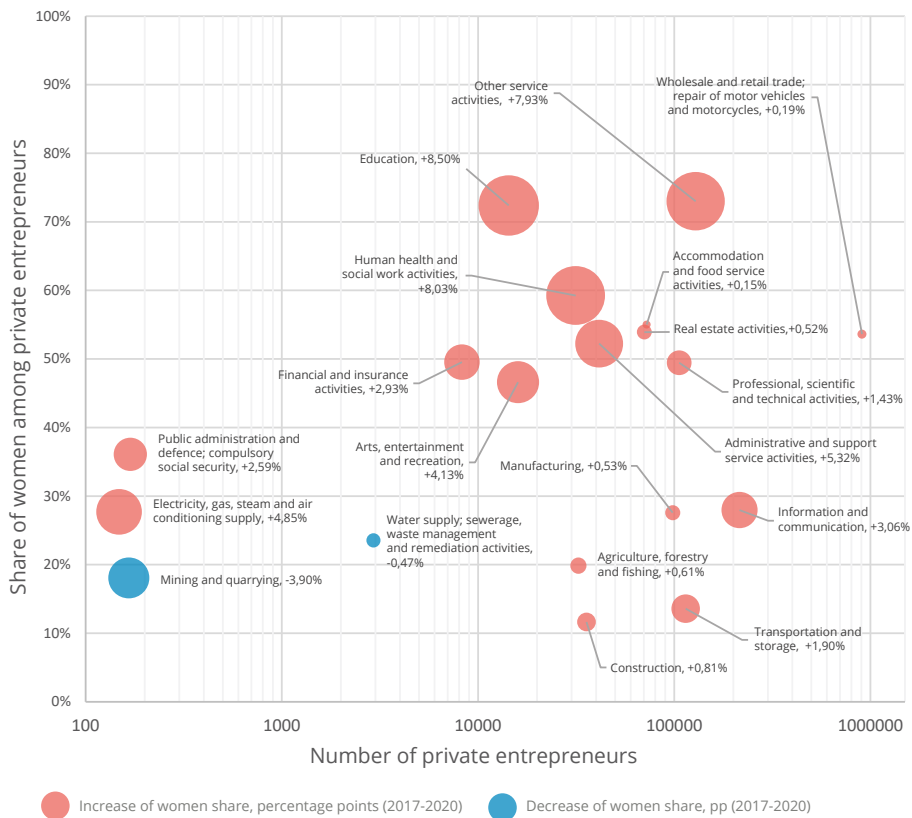 100%
90%
80%
70%
60%
50%
40%
30%
20%
10%
0%
Share of women among private entrepreneurs
Other service
activities, +7,93%
Wholesale and retail trade;
repair of motor vehicles
and motorcycles, +0,19%
Education, +8,50%
Human health and
social work activities,
+8,03%
Accommodation
and food service
activities, +0,15%
Real estate activities,+0,52%
Financial and insurance
activities, +2,93%
Professional, scientific
and technical activities, +1,43%
Public administration and
defence; compulsory
social security, +2,59%
Arts, entertainment
and recreation,
+4,13%
Manufacturing, +0,53%
Administrative and support
service activities, +5,32%
Electricity, gas, steam and air
conditioning supply, +4,85%
Water supply; sewerage,
waste management
and remediation activities,
-0,47%
Information and
communication, +3,06%
Mining and quarrying, -3,90%
Agriculture, forestry
and fishing, +0,61%
Transportation and
storage,  +1,90%
Construction, +0,81%
100
1000
10000
100000
1000000
Number of private entrepreneurs
Increase of women share, percentage points (2017-2020)
Decrease of women share, pp (2017-2020)